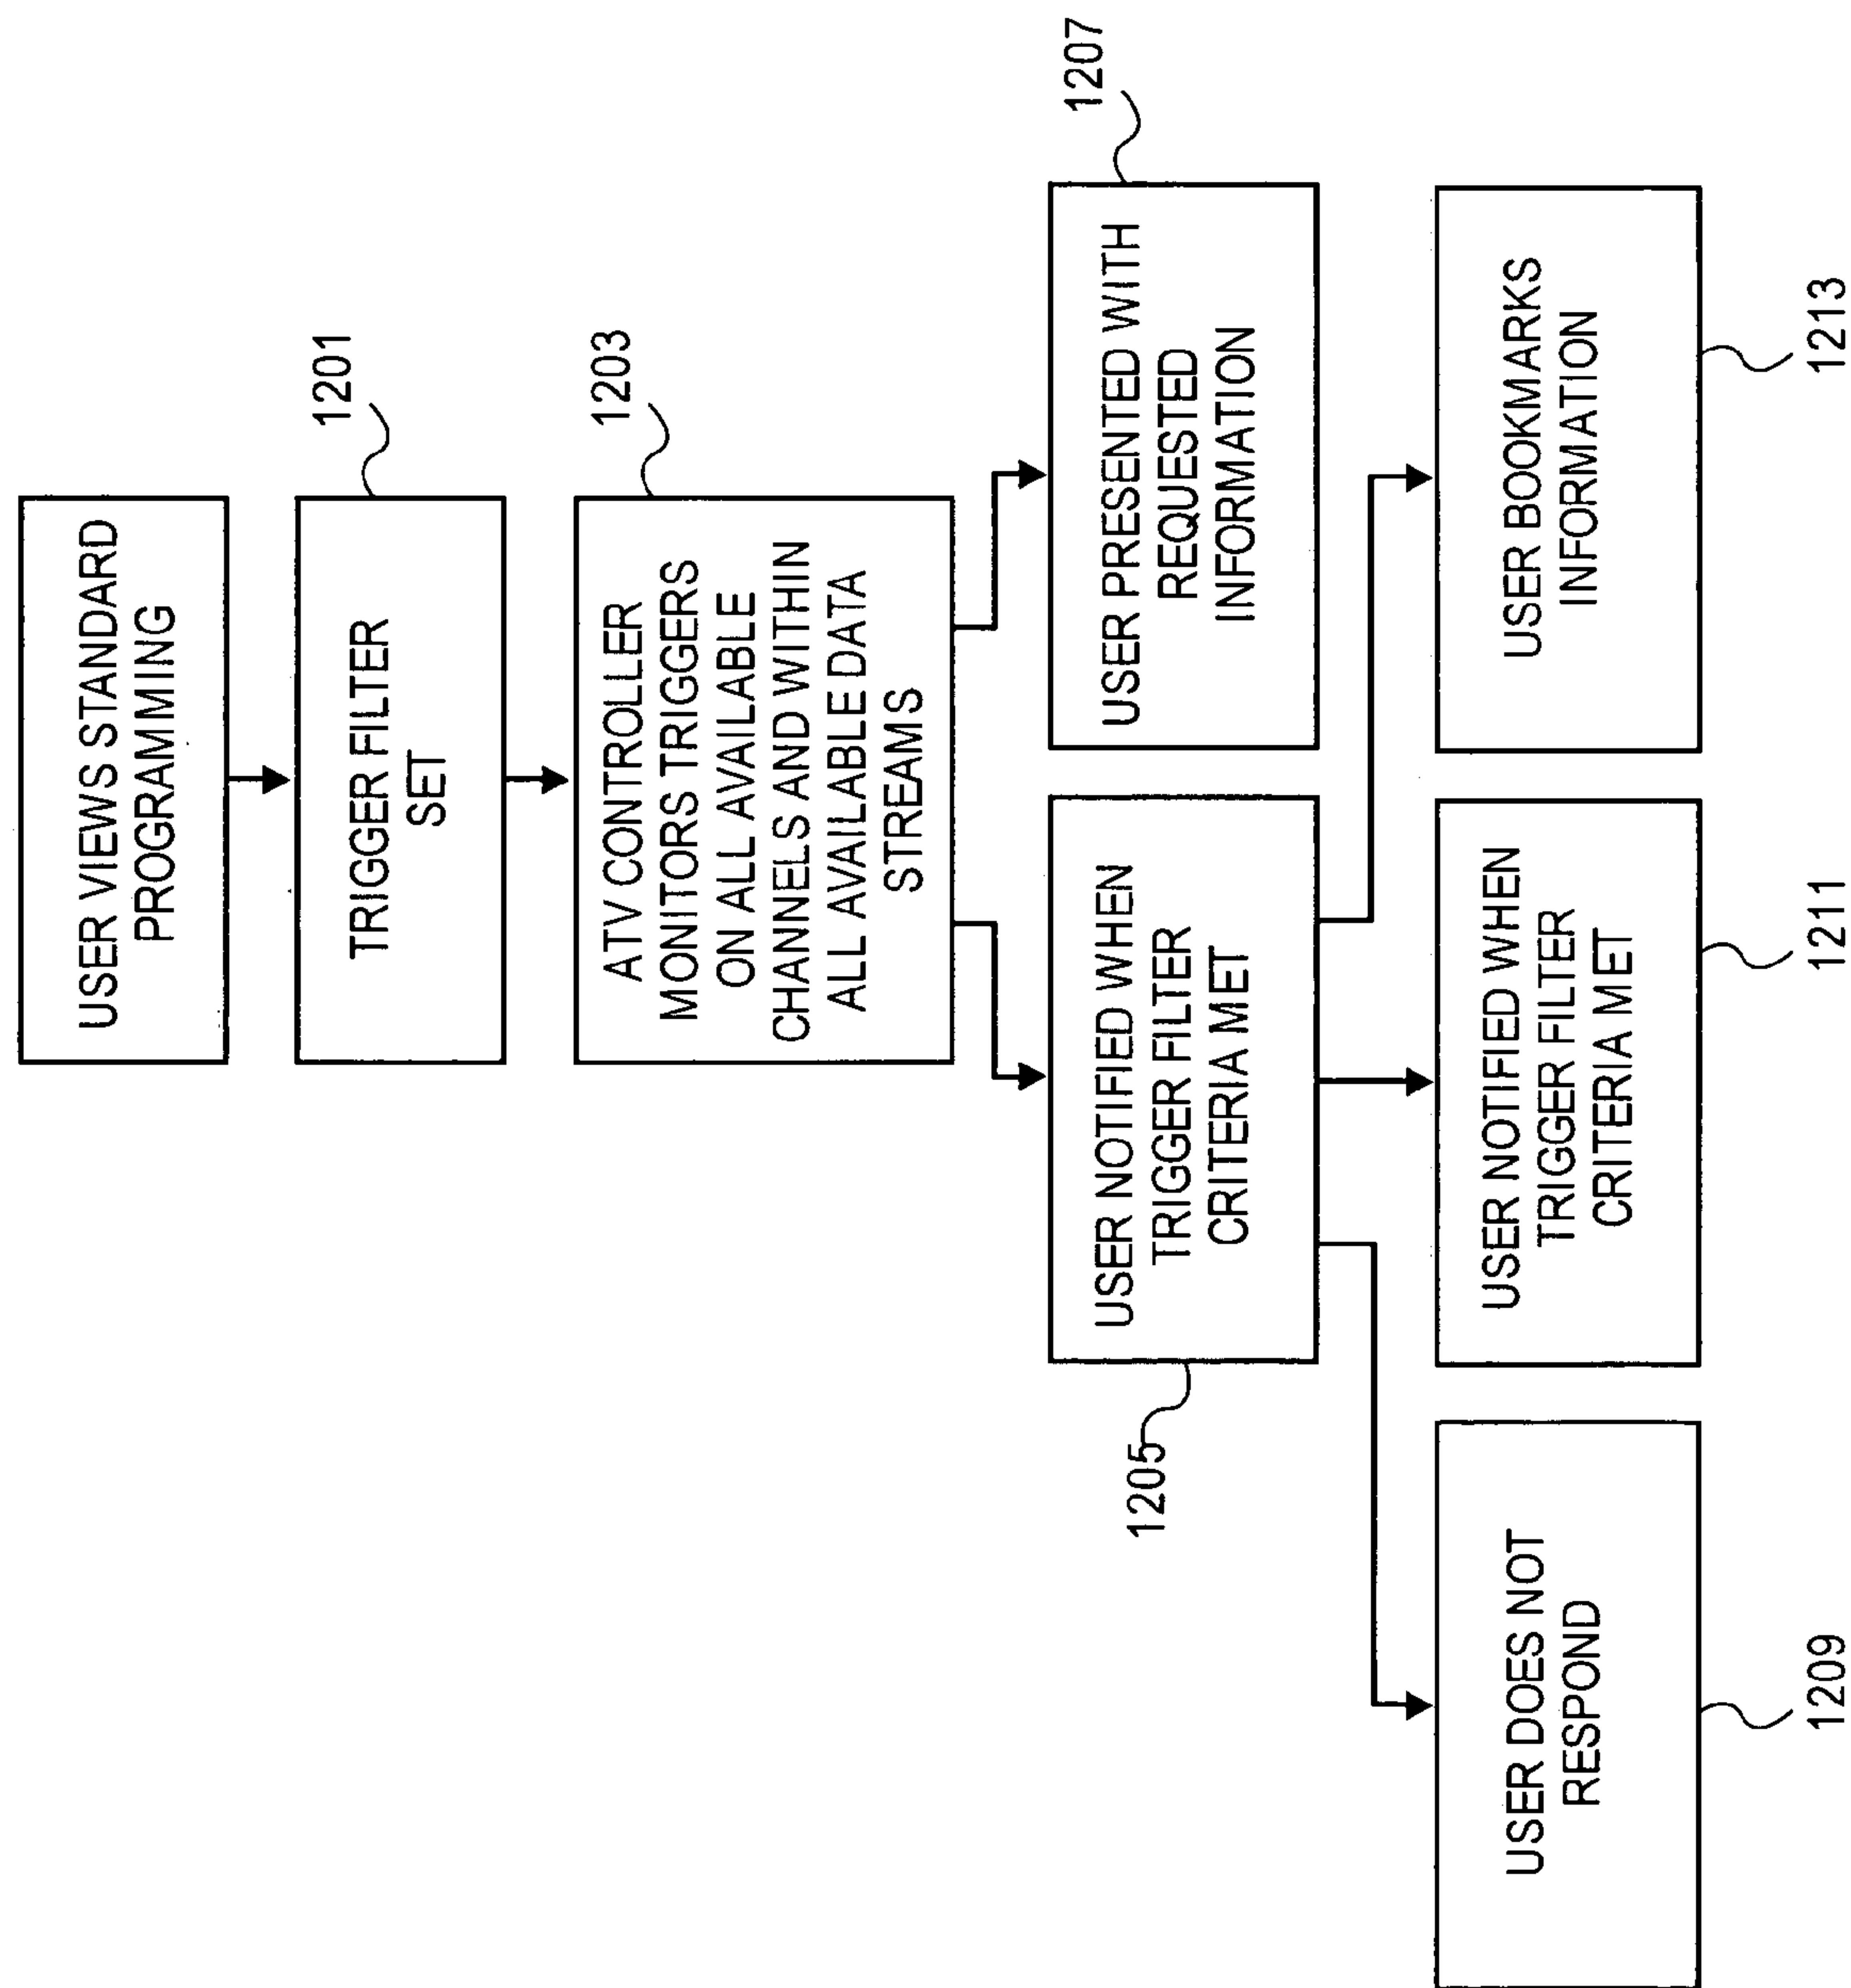 USER VIEWS STANDARD
PROGRAMMING
1201
TRIGGER FILTER
SET
1203
ATV CONTROLLER
MONITORS TRIGGERS
ON ALL AVAILABLE
CHANNELS AND WITHIN
ALL AVAILABLE DATA
STREAMS
1205
USER NOTIFIED WHEN
TRIGGER FILTER
CRITERIA MET
1207
USER PRESENTED WITH
REQUESTED
INFORMATION
USER DOES NOT
RESPOND
1209
USER NOTIFIED WHEN
TRIGGER FILTER
CRITERIA MET
1211
USER BOOKMARKS
INFORMATION
1213